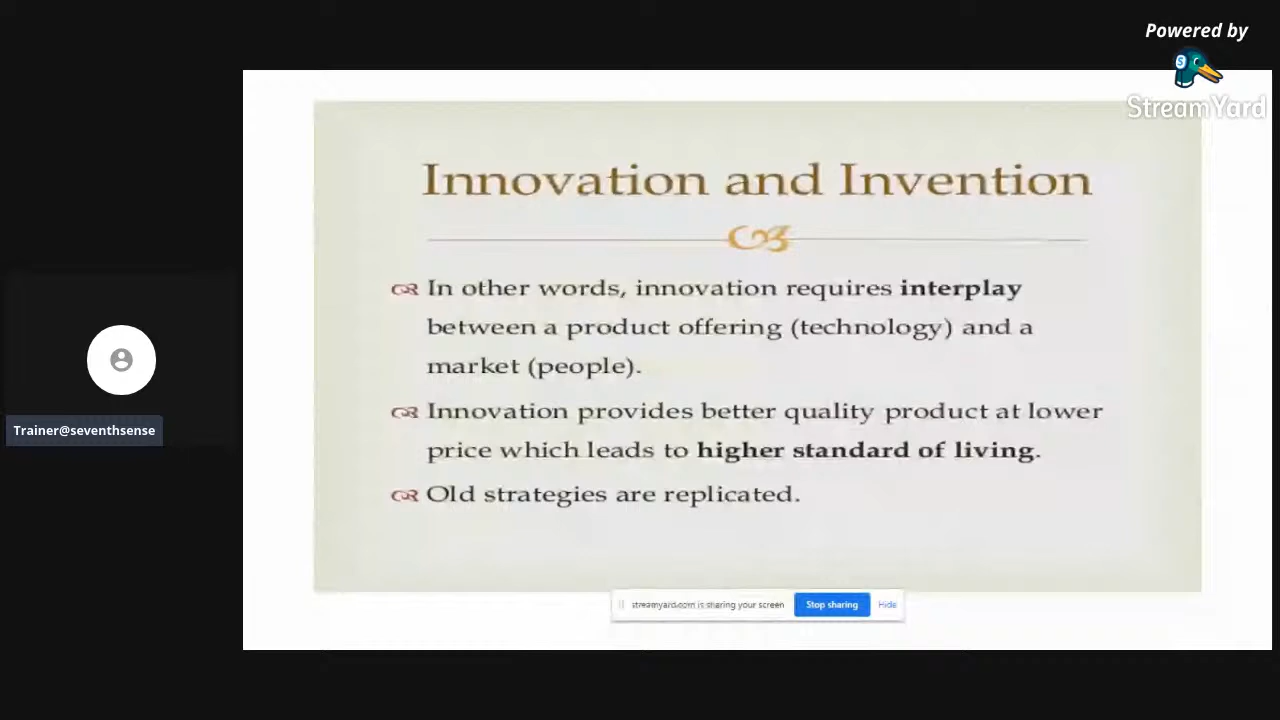 Powered by
StreamYard
Innovation and Invention
In other words, innovation requires interplay
between a product offering (technology) and a
market (people).
Innovation provides better quality product at lower
price which leads to higher standard of living.
Old strategies are replicated.
Trainer@seventhsense
streamyard.com is sharing your screen
Stop sharing
Hide